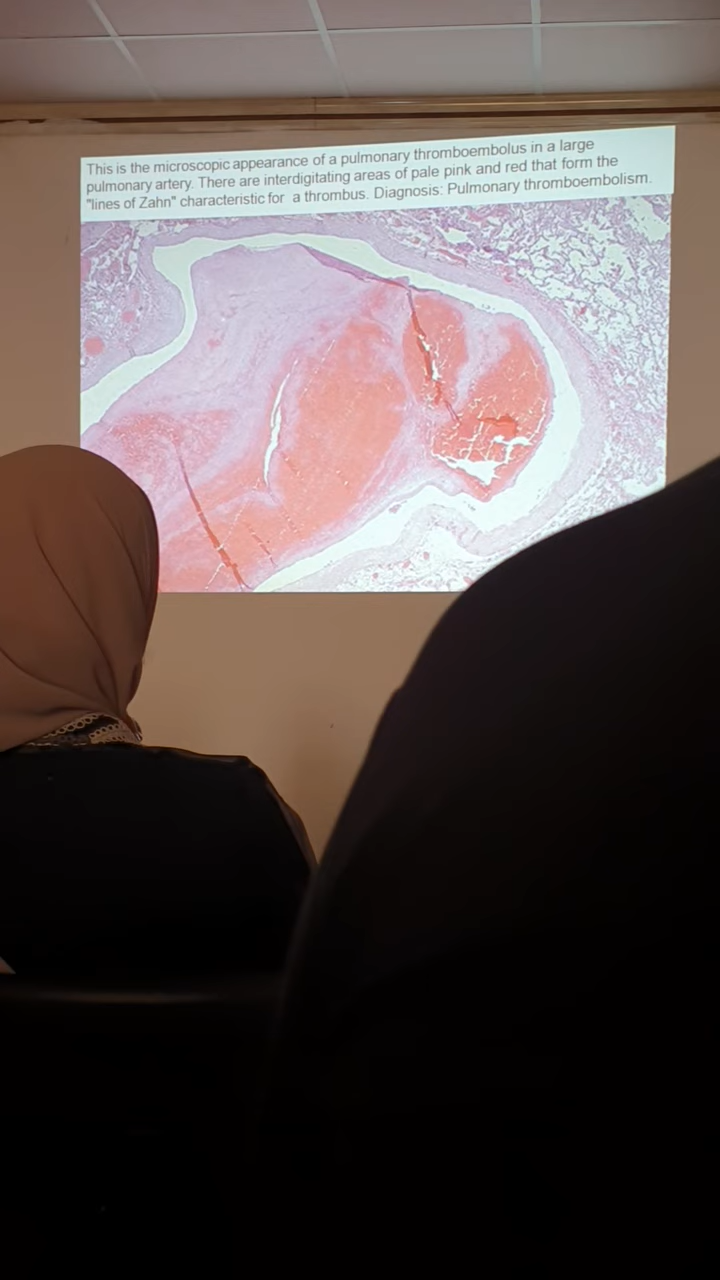 This is the microscopic appearance of a pulmonary thromboembolus in a large
pulmonary artery. There are interdigitating areas of pale pink and red that form the
"lines of Zahn" characteristic for a thrombus. Diagnosis: Pulmonary thromboembolism.